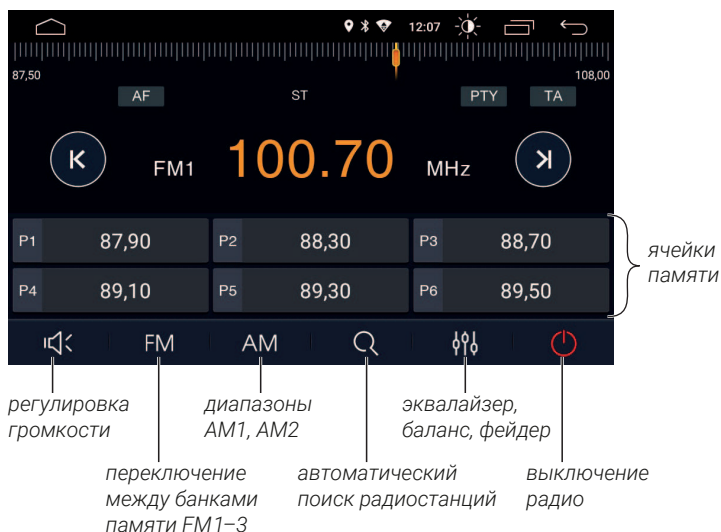 12:07
87,50
108,00
AF
ST
PTY
TA
FM1
100.70
MHz
P1
87,90
P2
88,30
P3
88,70
P4
89,10
P5
89,30
P6
89,50
ячейки
памяти
FM
AM
регулировка
громкости
диапазоны
AM1, AM2
эквалайзер,
баланс, фейдер
переключение
между банками
памяти FM1–3
автоматический
поиск радиостанций
выключение
радио